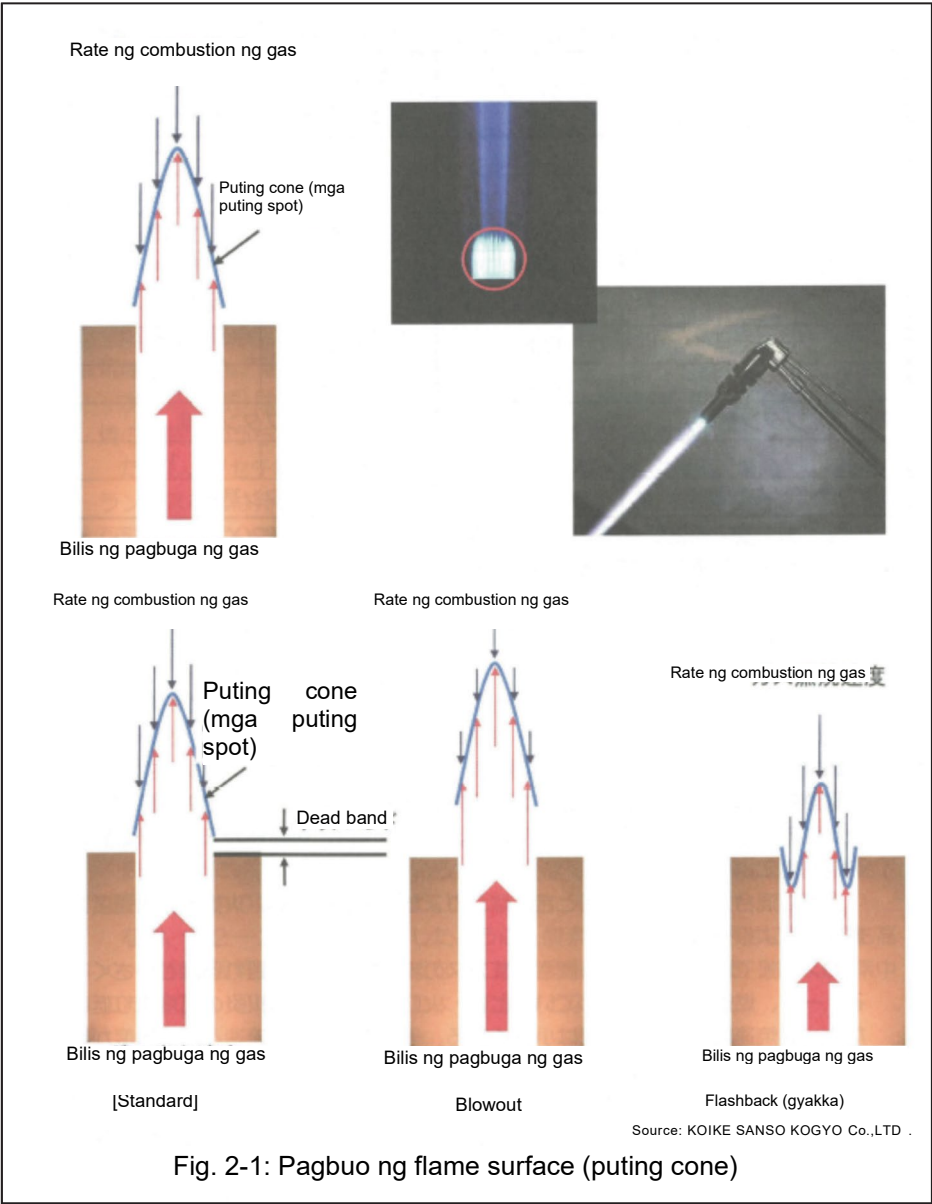 Rate ng combustion ng gas
Puting cone (mga
puting spot)
Bilis ng pagbuga ng gas
Rate ng combustion ng gas
Rate ng combustion ng gas
Rate ng combustion ng gas
Puting cone
(mga puting
spot)
Dead band
Bilis ng pagbuga ng gas
Bilis ng pagbuga ng gas
Bilis ng pagbuga ng gas
[Standard]
Blowout
Flashback (gyakka)
Source: KOIKE SANSO KOGYO Co.,LTD .
Fig. 2-1: Pagbuo ng flame surface (puting cone)